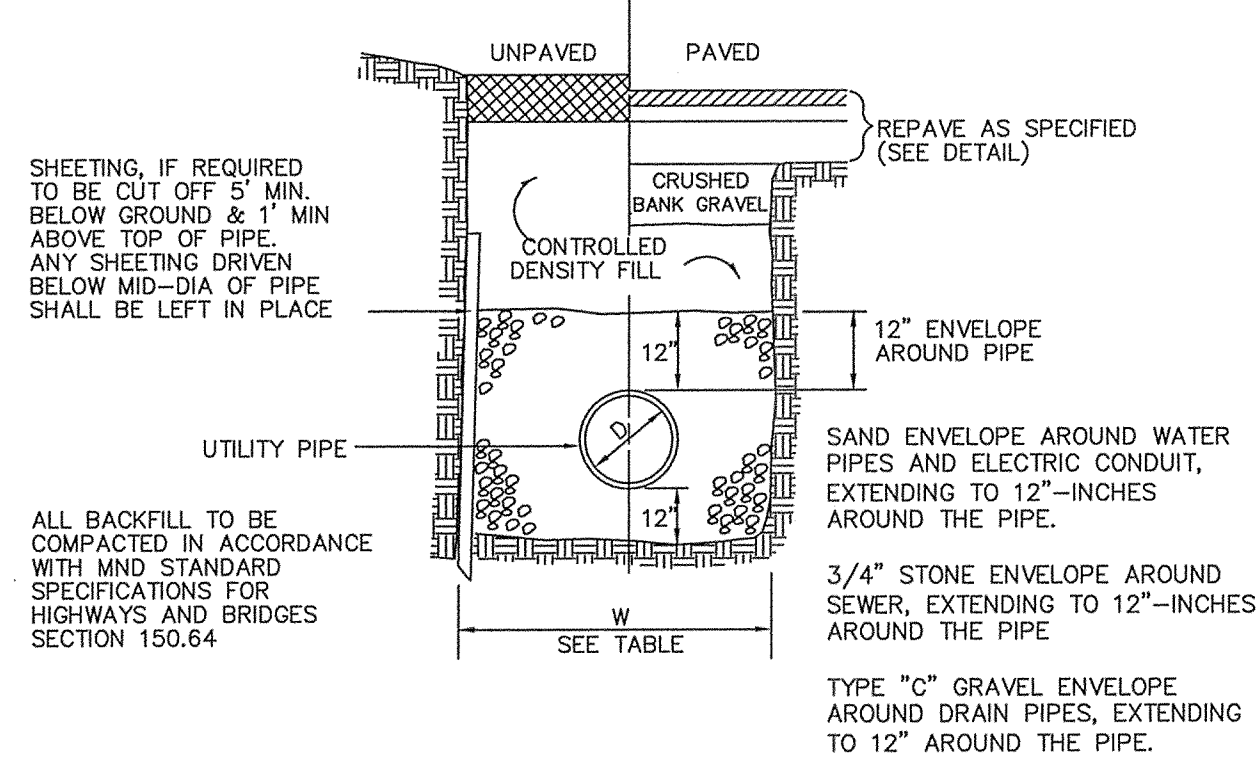 UNPAVED
PAVED
REPAVE AS SPECIFIED
(SEE DETAIL)
SHEETING, IF REQUIRED
TO BE CUT OFF 5' MIN.
BELOW GROUND & 1' MIN
ABOVE TOP OF PIPE.
ANY SHEETING DRIVEN
BELOW MID-DIA OF PIPE
SHALL BE LEFT IN PLACE
CRUSHED
BANK GRAVEL
CONTROLLED
DENSITY FILL
12"
12" ENVELOPE
AROUND PIPE
D
UTILITY PIPE
12"
SAND ENVELOPE AROUND WATER
PIPES AND ELECTRIC CONDUIT,
EXTENDING TO 12"-INCHES
AROUND THE PIPE.
ALL BACKFILL TO BE
COMPACTED IN ACCORDANCE
WITH MND STANDARD
SPECIFICATIONS FOR
HIGHWAYS AND BRIDGES
SECTION 150.64
3/4" STONE ENVELOPE AROUND
SEWER, EXTENDING TO 12"-INCHES
AROUND THE PIPE
W
SEE TABLE
TYPE "C" GRAVEL ENVELOPE
AROUND DRAIN PIPES, EXTENDING
TO 12" AROUND THE PIPE.